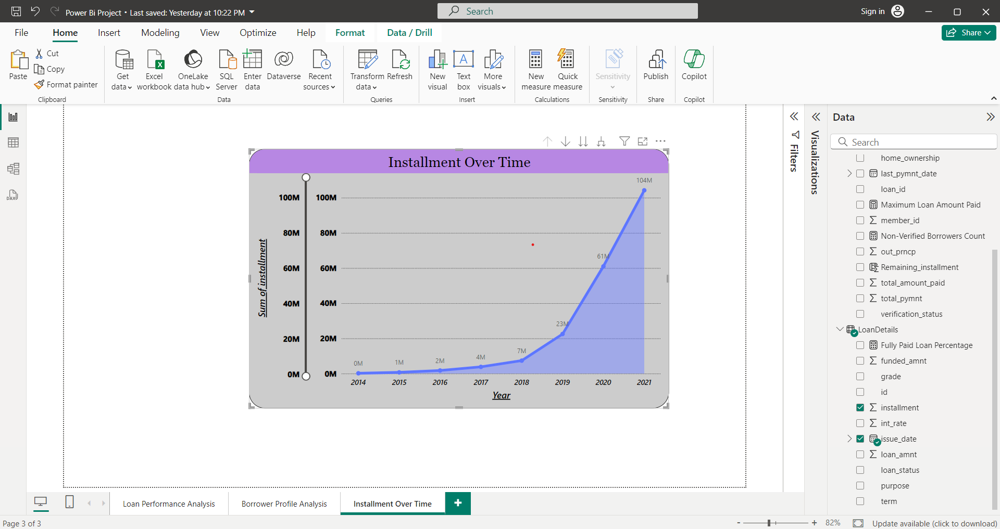 Power Bi Project • Last saved: Yesterday at 10:22 PM
Search
Sign in
File Home Insert Modeling View Optimize Help Format Data / Drill
Share
Paste
Cut
Copy
Format painter
Clipboard
Get data
Excel workbook
OneLake data hub
SQL Server
Enter data
Dataverse
Recent sources
Data
Transform data
Refresh
Queries
New visual
Text box
More visuals
Insert
New measure
Quick measure
Calculations
Sensitivity
Sensitivity
Publish
Share
Copilot
Copilot
DAX
Installment Over Time
Sum of installment
100M
80M
60M
40M
20M
0M
100M
80M
60M
40M
20M
0M
0M
1M
2M
4M
7M
23M
61M
104M
2014 2015 2016 2017 2018 2019 2020 2021
Year
Filters
Visualizations
Data
Search
home_ownership
last_pymnt_date
loan_id
Maximum Loan Amount Paid
member_id
Non-Verified Borrowers Count
out_prncp
Remaining_installment
total_amount_paid
total_pymnt
verification_status
LoanDetails
Fully Paid Loan Percentage
funded_amnt
grade
id
installment
int_rate
issue_date
loan_amnt
loan_status
purpose
term
Loan Performance Analysis
Borrower Profile Analysis
Installment Over Time
Page 3 of 3
82%
Update available (click to download)